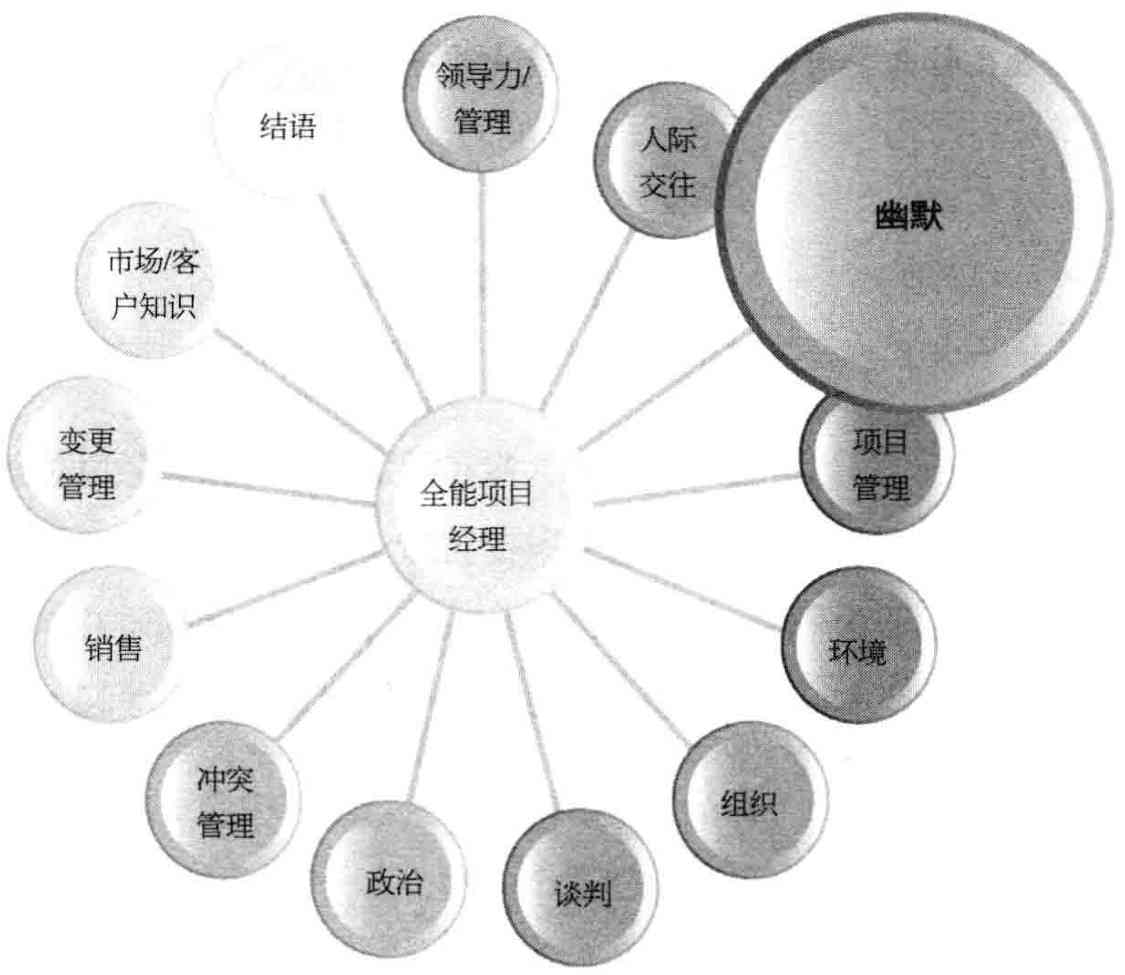 领导力/
管理
人际
交往
幽默
项目
管理
环境
组织
谈判
政治
冲突
管理
销售
变更
管理
市场/客
户知识
结语
全能项目
经理